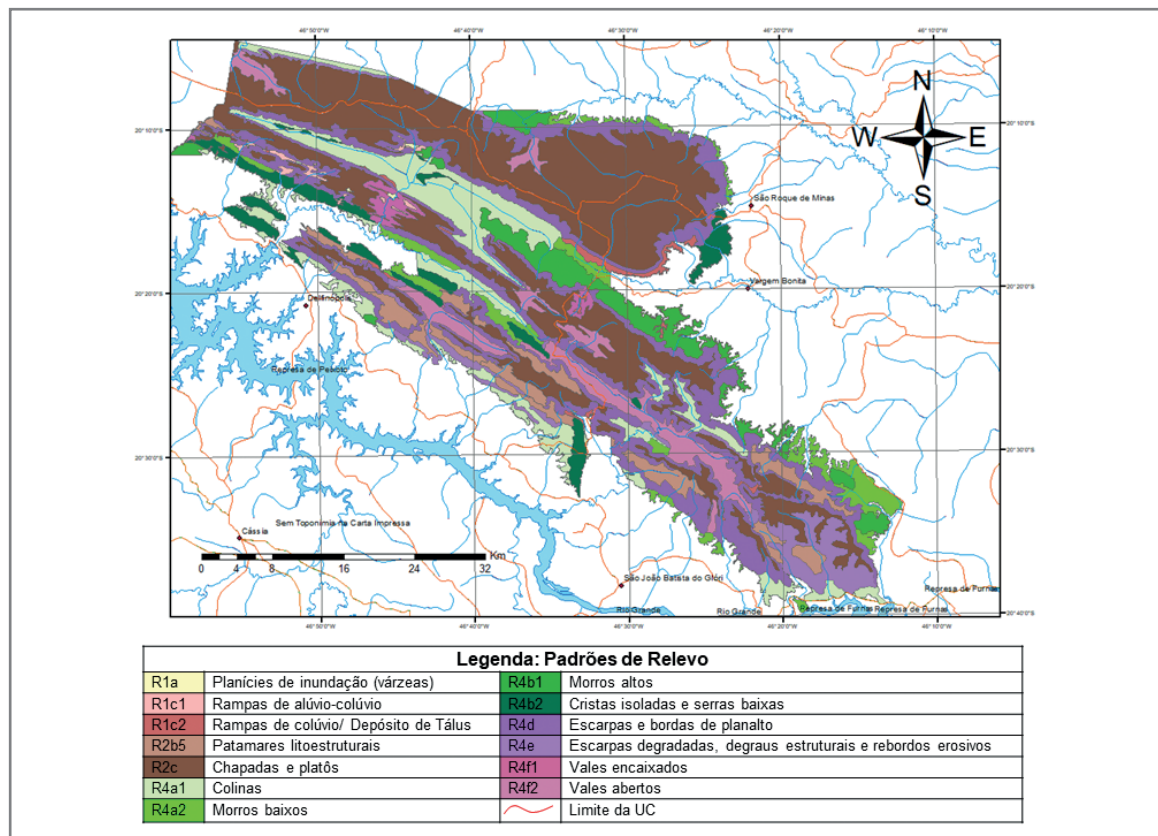 46°50'0"W 46°40'0"W 46°30'0"W 46°20'0"W 46°10'0"W
N
20°10'0"S 20°10'0"S
W E
S
São Roque de Minas
20°20'0"S Vargem Bonita 20°20'0"S
Delfinópolis
Represa de Peixoto
20°30'0"S 20°30'0"S
Sem Toponimia na Carta Impressa
Cássia
Km
0 2 4 8 12 16 20 24 28 32
São João Batista do Glóri
Represa de Furnas
Rio Grande Rio Grande Represa de Furnas Represa de Furnas
20°40'0"S
46°50'0"W 46°40'0"W 46°30'0"W 46°20'0"W 46°10'0"W
Legenda: Padrões de Relevo
R1a Planícies de inundação (várzeas) R4b1 Morros altos
R1c1 Rampas de alúvio-colúvio R4b2 Cristas isoladas e serras baixas
R1c2 Rampas de colúvio/ Depósito de Tálus R4d Escarpas e bordas de planalto
R2b5 Patamares litoestruturais R4e Escarpas degradadas, degraus estruturais e rebordos erosivos
R2c Chapadas e platôs R4f1 Vales encaixados
R4a1 Colinas R4f2 Vales abertos
R4a2 Morros baixos Limite da UC